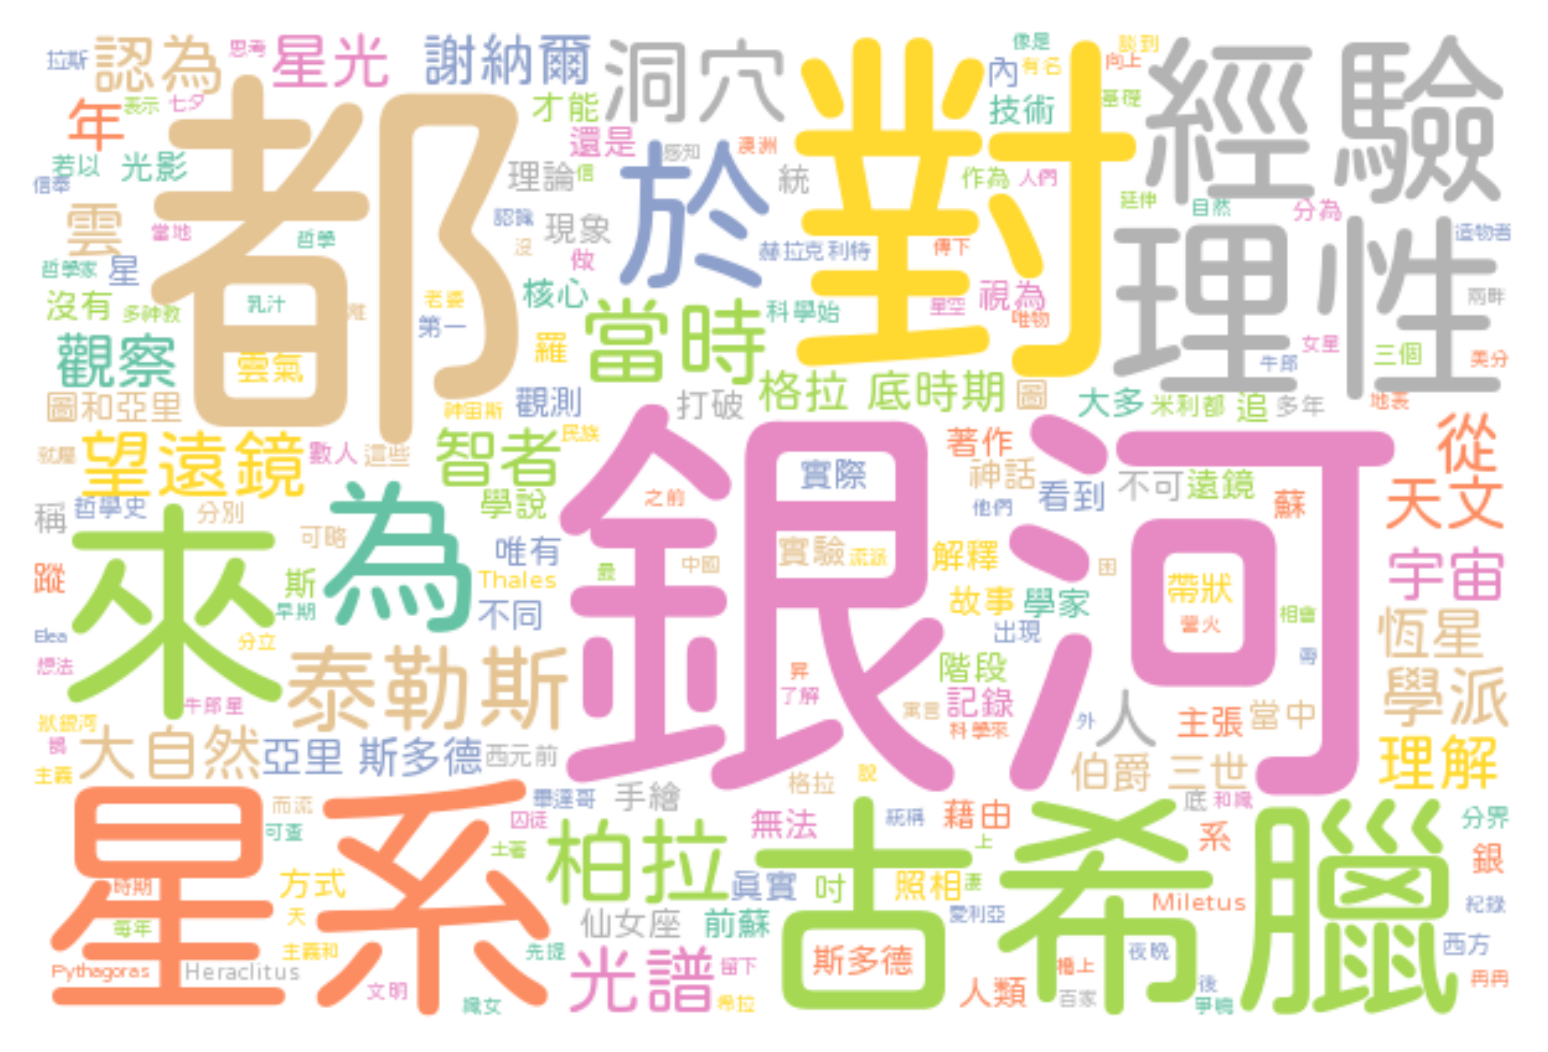 拉斯
認為
思考
星光
謝納爾
洞穴
對
像是
談到
內
有名
向上
經驗
年
表示
七夕
都
才能
技術
基礎
還是
感知
澳洲
若以
光影
信奉
理論
信
於
統
作為
人們
延伸
自然
分為
理性
造物者
雲
當地
哲學
認識
沒
現象
赫拉克利特
傳下
哲學家
星
做
兩畔
沒有
多神教
乳汁
老婆
第一
核心
當時
科學始
星空
視為
唯物
女星
牛郎
三個
美分
觀察
雲氣
羅
圖和亞里
神宙斯
觀測
打破
格拉
底時期
圖
大多
米利都
追
多年
地表
望遠鏡
數人
這些
智者
民族
銀河
著作
從
就屬
實際
神話
看到
不可
遠鏡
蘇
天文
稱
哲學史
分別
學說
之前
他們
來
為
可略
唯有
實驗
流派
解釋
困
帶狀
宇宙
蹤
斯
Thales
最
中國
早期
不同
故事
學家
出現
營火
相會
恆星
Elea
分立
想法
泰勒斯
昇
階段
帶
牛郎星
了解
記錄
寓言
科學來
學派
狀銀河
外
人
主張
當中
大自然
亞里
斯多德
西元前
主義
格拉
說
伯爵
三世
理解
星系
而流
畢達哥
手繪
底
和織
可查
囚徒
柏拉
無法
統稱
藉由
古希臘
系
分界
土著
上
銀
時期
方式
眞實
吋
照相
Miletus
紀錄
每年
天
仙女座
前蘇
愛利亞
主義和
先提
斯多德
夜晚
西方
Pythagoras
Heraclitus
光譜
留下
橋上
冉冉
文明
織女
希拉
人類
百家
後
爭鳴